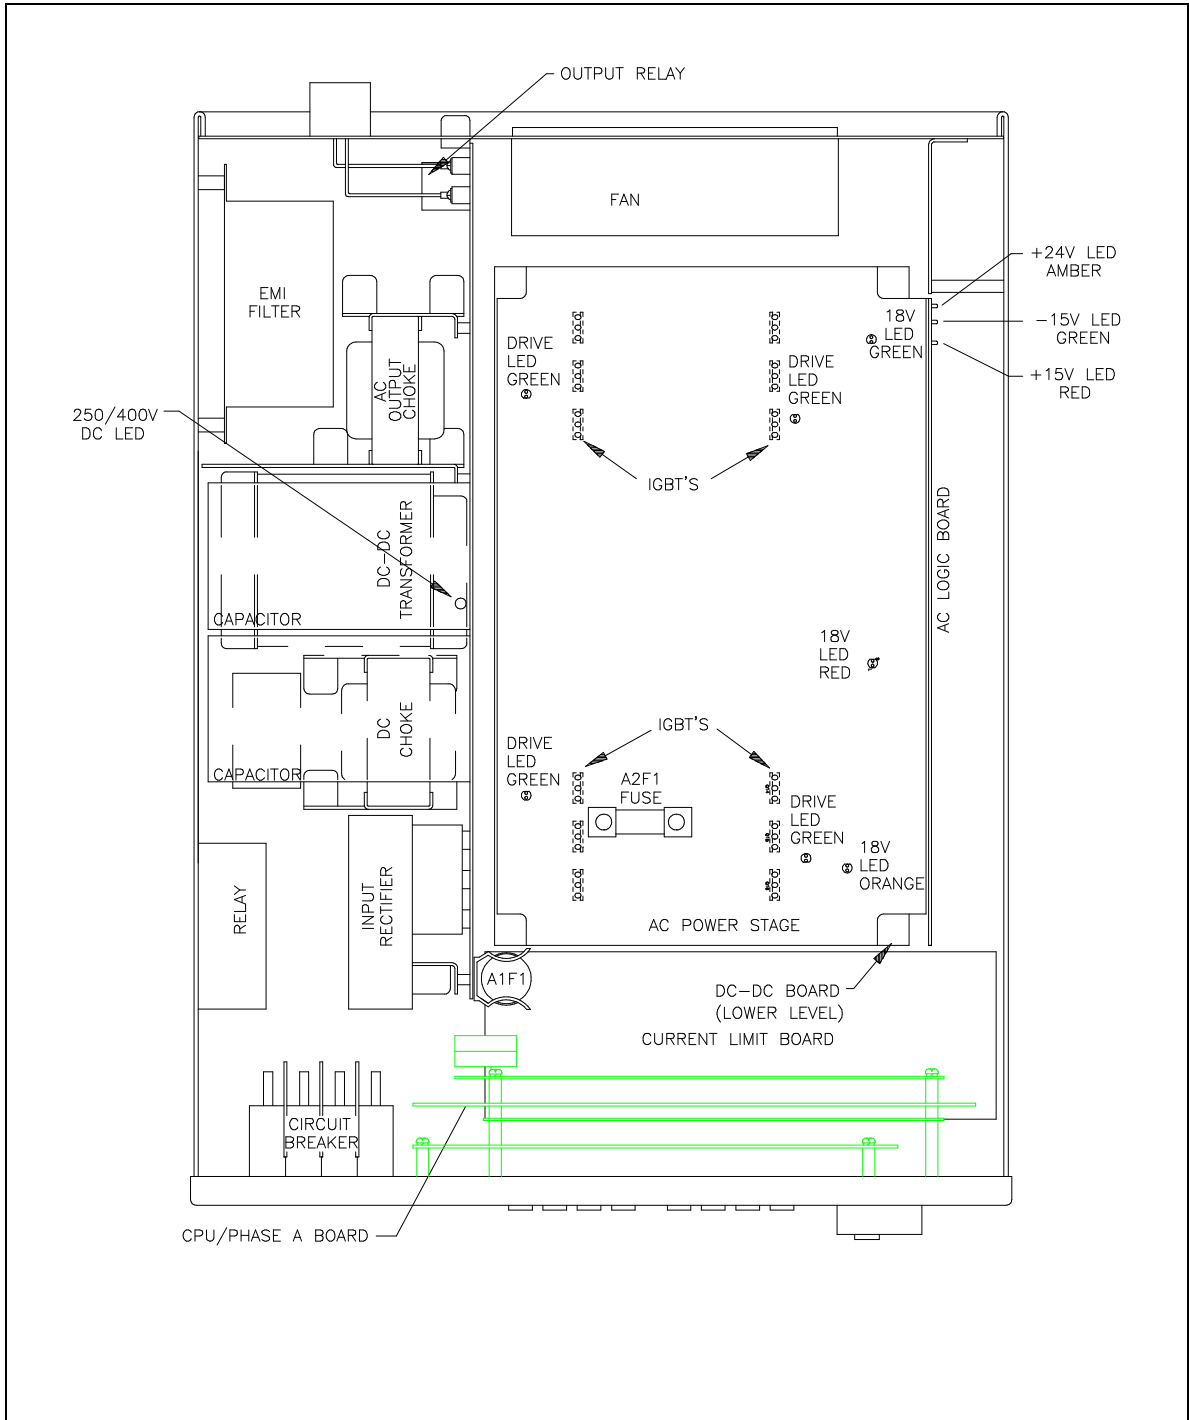 OUTPUT RELAY
FAN
+24V LED
AMBER
EMI
FILTER
18V
LED
GREEN
-15V LED
GREEN
DRIVE
LED
GREEN
DRIVE
LED
GREEN
+15V LED
RED
AC
OUTPUT
CHOKE
250/400V
DC LED
IGBT'S
DC-DC
TRANSFORMER
AC LOGIC BOARD
CAPACITOR
18V
LED
RED
DC
CHOKE
IGBT'S
DRIVE
LED
GREEN
CAPACITOR
A2F1
FUSE
DRIVE
LED
GREEN
18V
LED
ORANGE
RELAY
INPUT
RECTIFIER
AC POWER STAGE
A1F1
DC-DC BOARD
(LOWER LEVEL)
CURRENT LIMIT BOARD
CIRCUIT
BREAKER
CPU/PHASE A BOARD